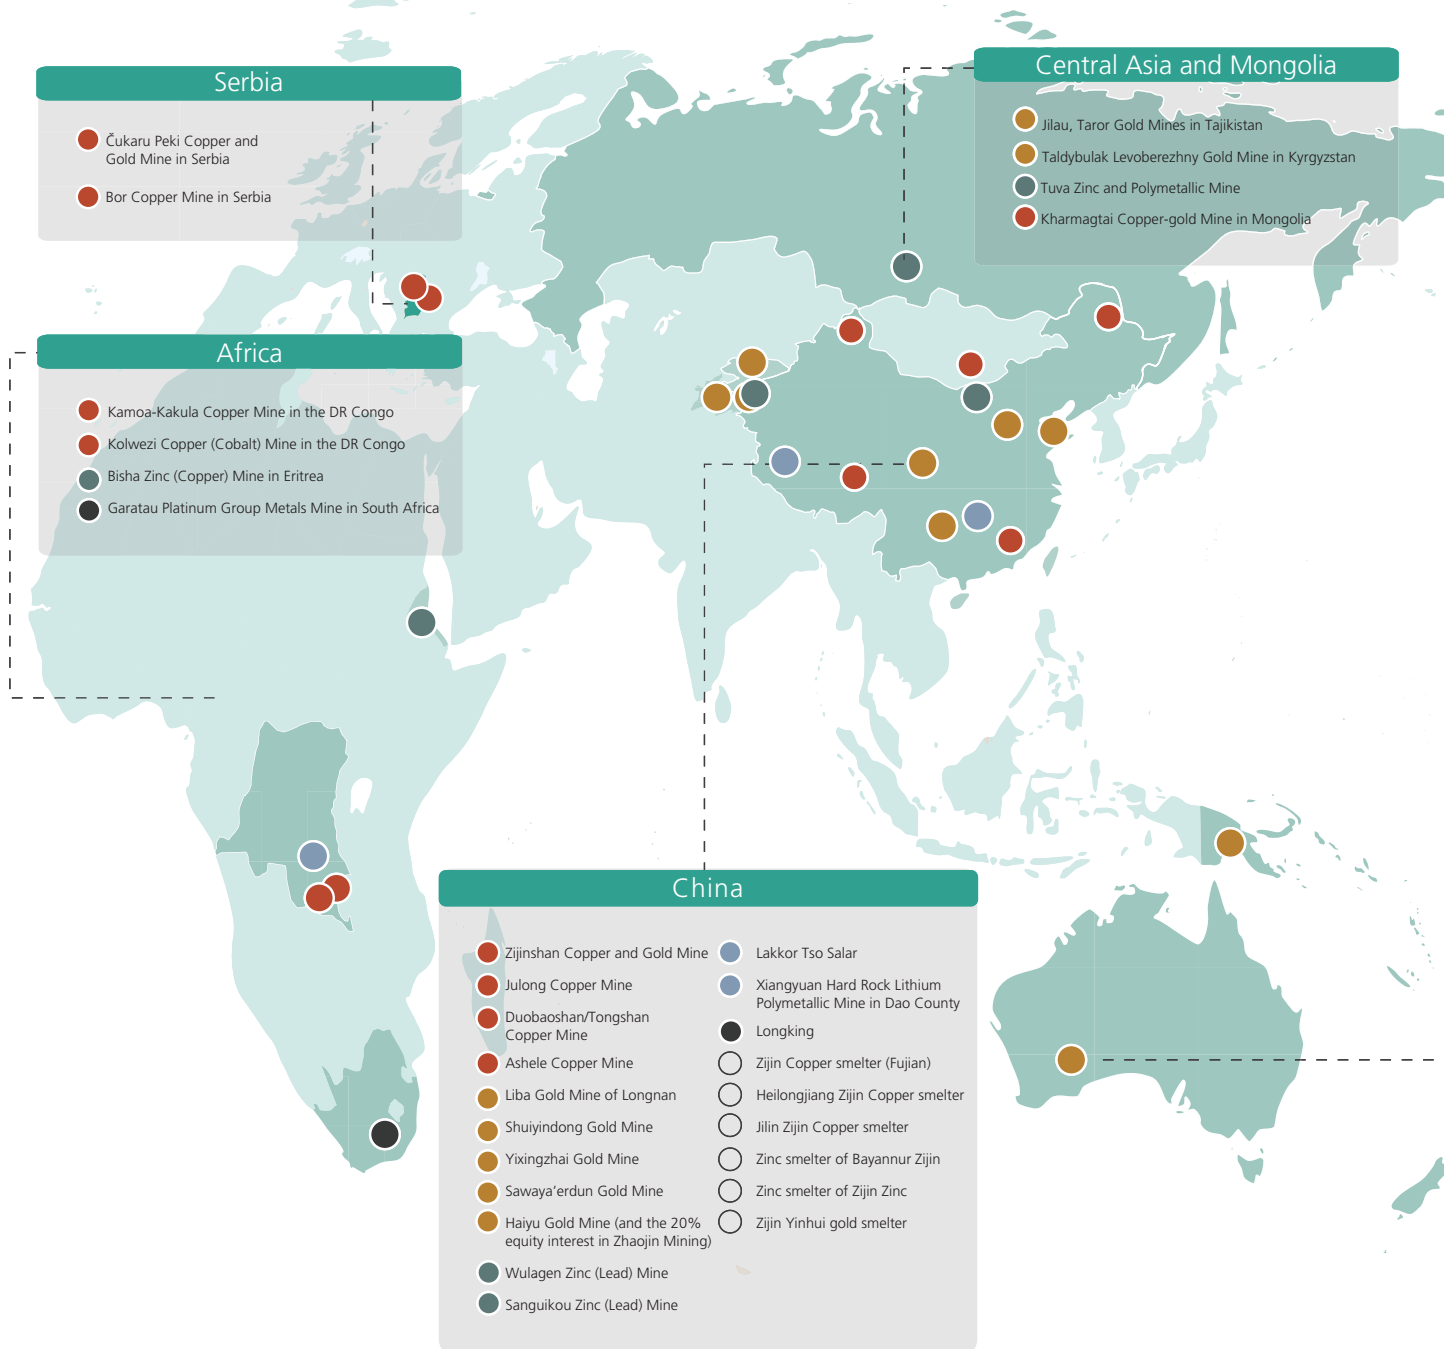 Serbia
Čukaru Peki Copper and
Gold Mine in Serbia
Bor Copper Mine in Serbia
Central Asia and Mongolia
Jilau, Taror Gold Mines in Tajikistan
Taldybulak Levoberezhny Gold Mine in Kyrgyzstan
Tuva Zinc and Polymetallic Mine
Kharmagtai Copper-gold Mine in Mongolia
Africa
Kamoa-Kakula Copper Mine in the DR Congo
Kolwezi Copper (Cobalt) Mine in the DR Congo
Bisha Zinc (Copper) Mine in Eritrea
Garatau Platinum Group Metals Mine in South Africa
China
Zijinshan Copper and Gold Mine
Julong Copper Mine
Duobaoshan/Tongshan
Copper Mine
Ashele Copper Mine
Liba Gold Mine of Longnan
Shuiyindong Gold Mine
Yixingzhai Gold Mine
Sawaya’erdun Gold Mine
Haiyu Gold Mine (and the 20%
equity interest in Zhaojin Mining)
Wulagen Zinc (Lead) Mine
Sanguikou Zinc (Lead) Mine
Lakkor Tso Salar
Xiangyuan Hard Rock Lithium
Polymetallic Mine in Dao County
Longking
Zijin Copper smelter (Fujian)
Heilongjiang Zijin Copper smelter
Jilin Zijin Copper smelter
Zinc smelter of Bayannur Zijin
Zinc smelter of Zijin Zinc
Zijin Yinhui gold smelter